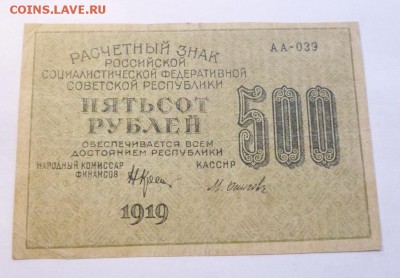 COINS.LAVE.RU
РАСЧЕТНЫЙ ЗНАК
АА-039
РОССИЙСКОЙ
СОЦИАЛИСТИЧЕСКОЙ ФЕДЕРАТИВНОЙ
СОВЕТСКОЙ РЕСПУБЛИКИ
ПЯТЬСОТ
РУБЛЕЙ
500
ОБЕСПЕЧИВАЕТСЯ ВСЕМ
ДОСТОЯНИЕМ РЕСПУБЛИКИ
НАРОДНЫЙ КОМИССАР
ФИНАНСОВ
КАССИР
1919